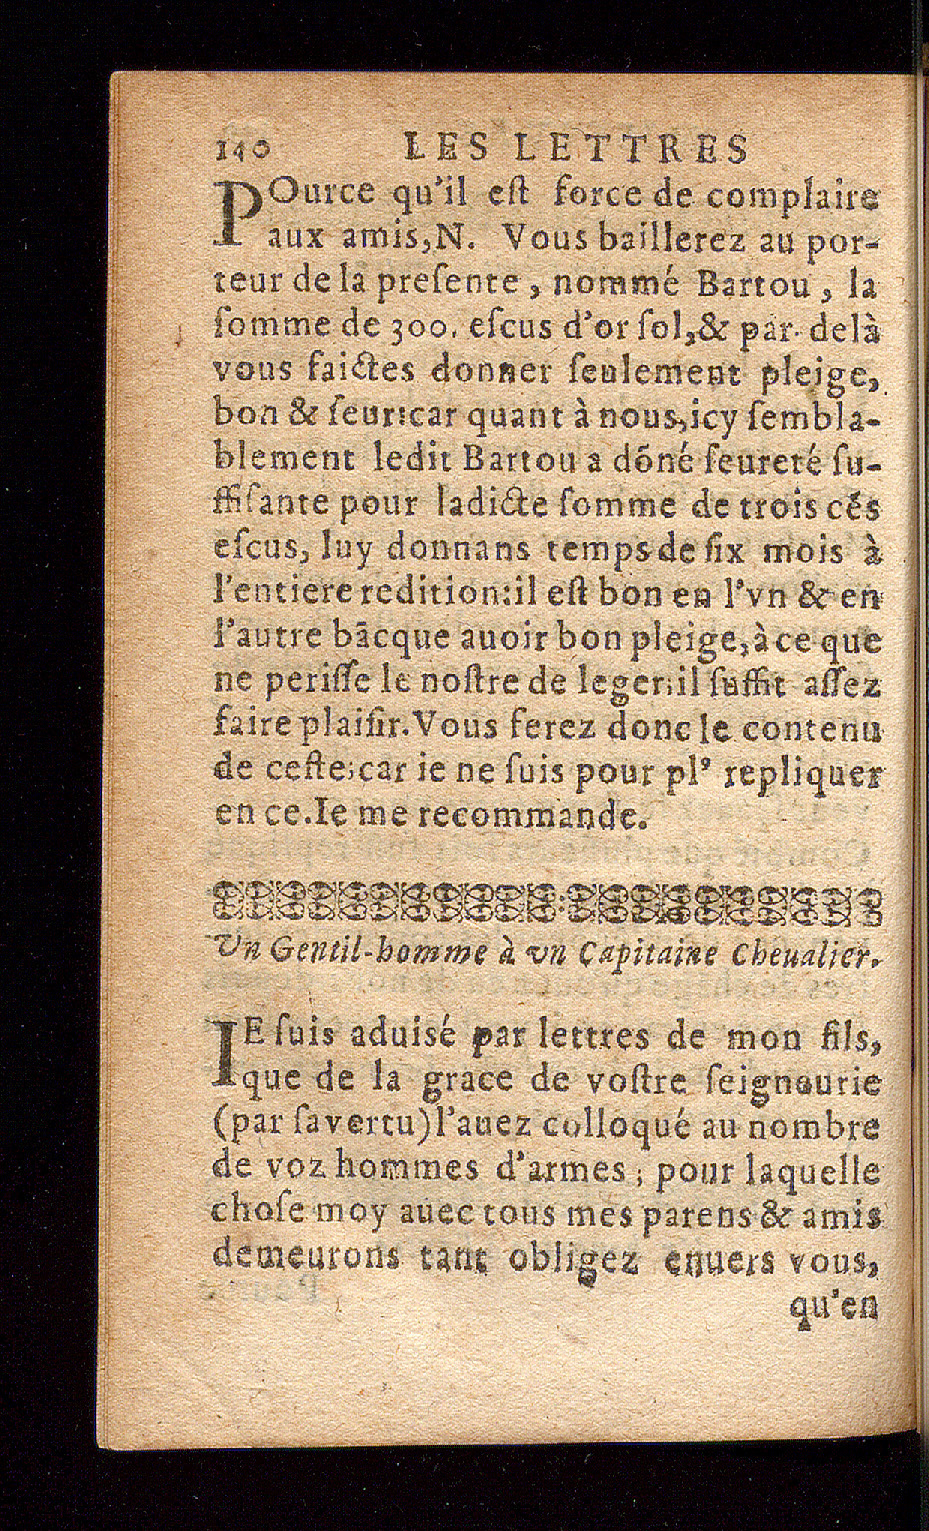 140 LES LETTRES
POurce qu'il eſt force de complaire
aux amis,N. Vous baillerez au por-
teur de la preſente, nommé Bartou, la
ſomme de 300. eſcus d'or ſol,& par delà
vous faictes donner ſeulement pleige,
bon & ſeur:car quant à nous,icy ſembla-
blement ledit Bartou a dõné ſeureté ſu-
ffiſante pour ladicte ſomme de trois cẽs
eſcus, luy donnans temps de ſix mois à
l'entiere redition:il eſt bon en l'vn & en
l'autre bãcque auoir bon pleige,à ce que
ne periſſe le noſtre de leger:il ſuffit aſſez
faire plaiſir.Vous ferez donc le contenu
de ceſte;car ie ne ſuis pour pl' repliquer
en ce.Ie me recommande.
Vn Gentil-homme à vn Capitaine Cheualier.
IE ſuis aduisé par lettres de mon fils,
que de la grace de voſtre ſeigneurie
(par ſa vertu)l'auez colloqué au nombre
de voz hommes d'armes; pour laquelle
choſe moy auec tous mes parens & amis
demeurons tant obligez enuers vous,
qu'en